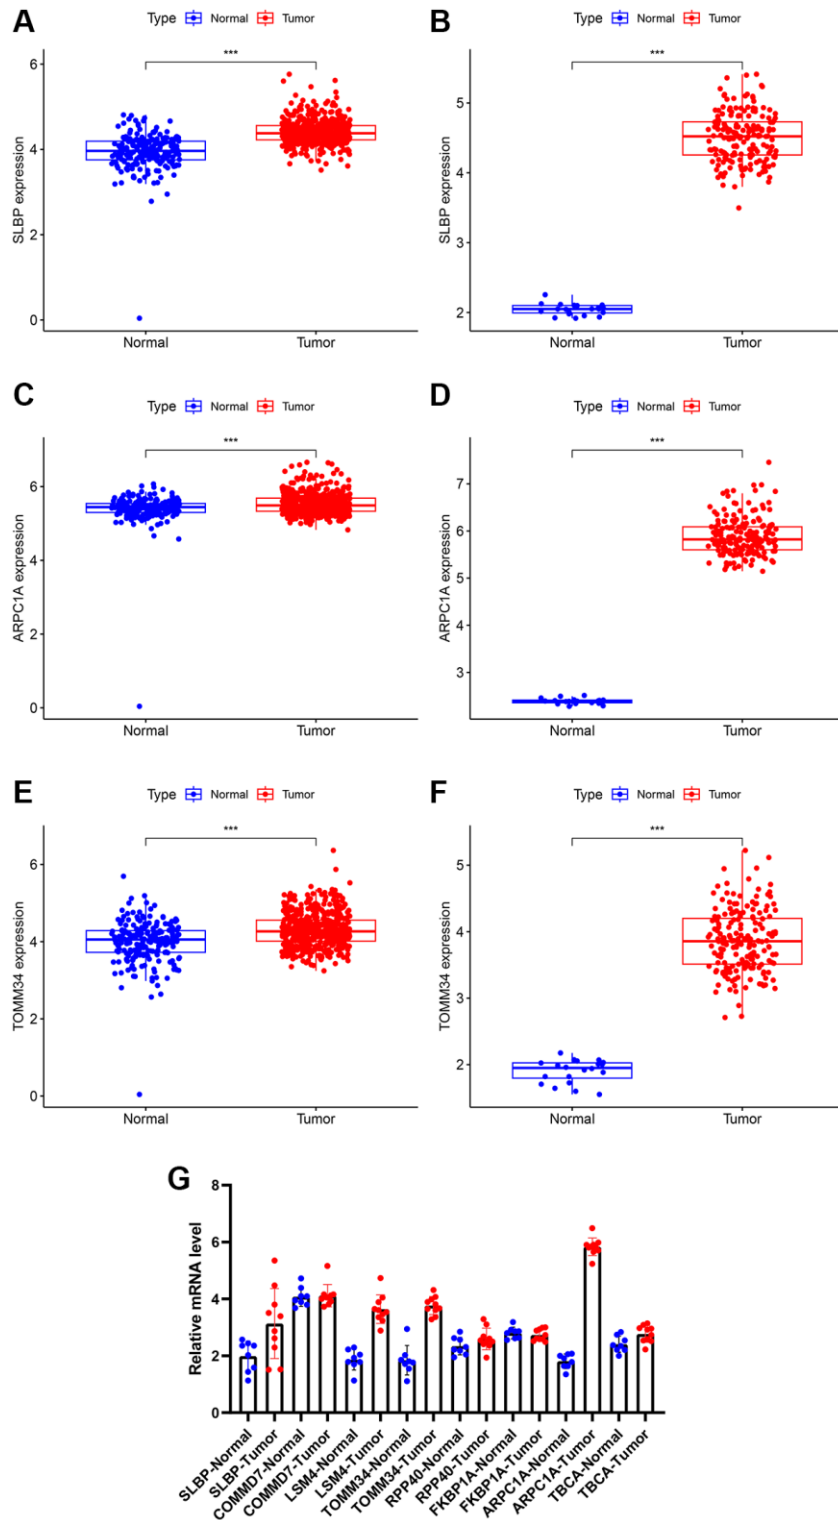 A
Type Normal Tumor
***
SLBP expression
6
4
2
0
Normal Tumor
B
Type Normal Tumor
***
SLBP expression
5
4
3
2
Normal Tumor
C
Type Normal Tumor
***
ARPC1A expression
6
4
2
0
Normal Tumor
D
Type Normal Tumor
***
ARPC1A expression
7
6
5
4
3
Normal Tumor
E
Type Normal Tumor
***
TOMM34 expression
6
4
2
0
Normal Tumor
F
Type Normal Tumor
***
TOMM34 expression
5
4
3
2
Normal Tumor
G
Relative mRNA level
8
6
4
2
0
SLBP-Normal
SLBP-Tumor
COMMD7-Normal
COMMD7-Tumor
LSM4-Normal
LSM4-Tumor
TOMM34-Normal
TOMM34-Tumor
RPP40-Normal
RPP40-Tumor
FKBP1A-Normal
FKBP1A-Tumor
ARPC1A-Normal
ARPC1A-Tumor
TBCA-Normal
TBCA-Tumor